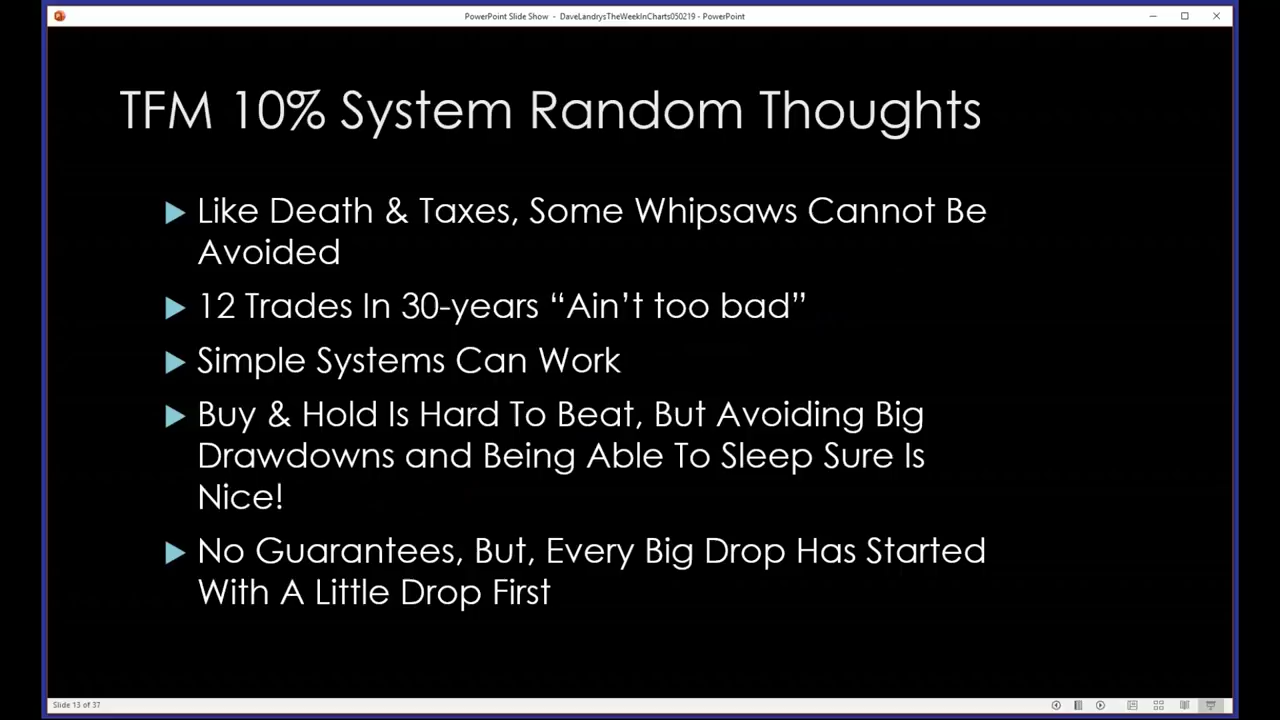 PowerPoint Slide Show - DaveLandrysTheWeekInCharts050219 - PowerPoint
TFM 10% System Random Thoughts
Like Death & Taxes, Some Whipsaws Cannot Be
Avoided
12 Trades In 30-years “Ain’t too bad”
Simple Systems Can Work
Buy & Hold Is Hard To Beat, But Avoiding Big
Drawdowns and Being Able To Sleep Sure Is
Nice!
No Guarantees, But, Every Big Drop Has Started
With A Little Drop First
Slide 13 of 37